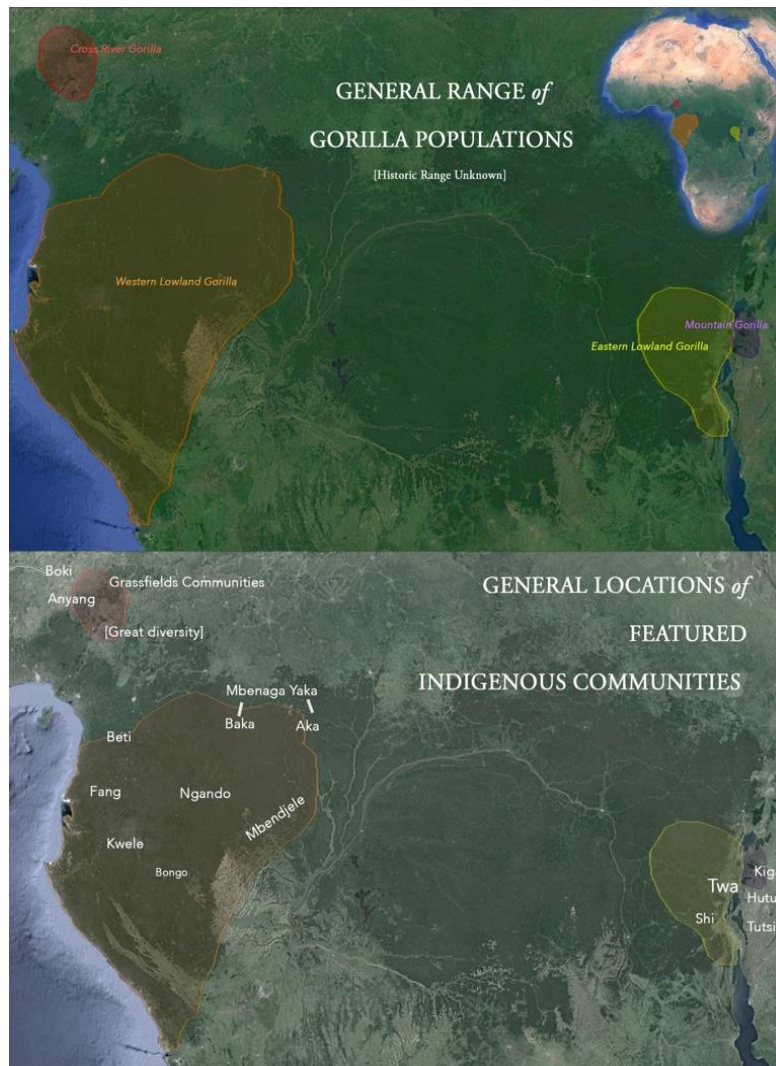 Cross River Gorilla
GENERAL RANGE of
GORILLA POPULATIONS
[Historic Range Unknown]
Western Lowland Gorilla
Mountain Gorilla
Eastern Lowland Gorilla
Boki
Grassfields Communities
Anyang
[Great diversity]
GENERAL LOCATIONS of
FEATURED
INDIGENOUS COMMUNITIES
Mbenaga Yaka
Baka
Aka
Beti
Fang
Ngando
Mbendjele
Kwele
Bongo
Twa
Kig
Hutu
Shi
Tutsi